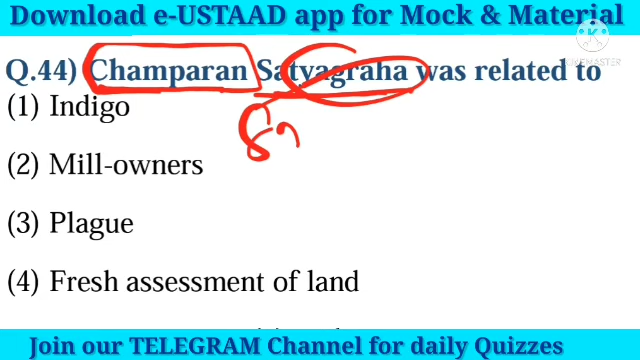 Download e-USTAAD app for Mock & Material
Q.44) Champaran Satyagraha was related to
(1) Indigo
(2) Mill-owners
(3) Plague
(4) Fresh assessment of land
Join our TELEGRAM Channel for daily Quizzes